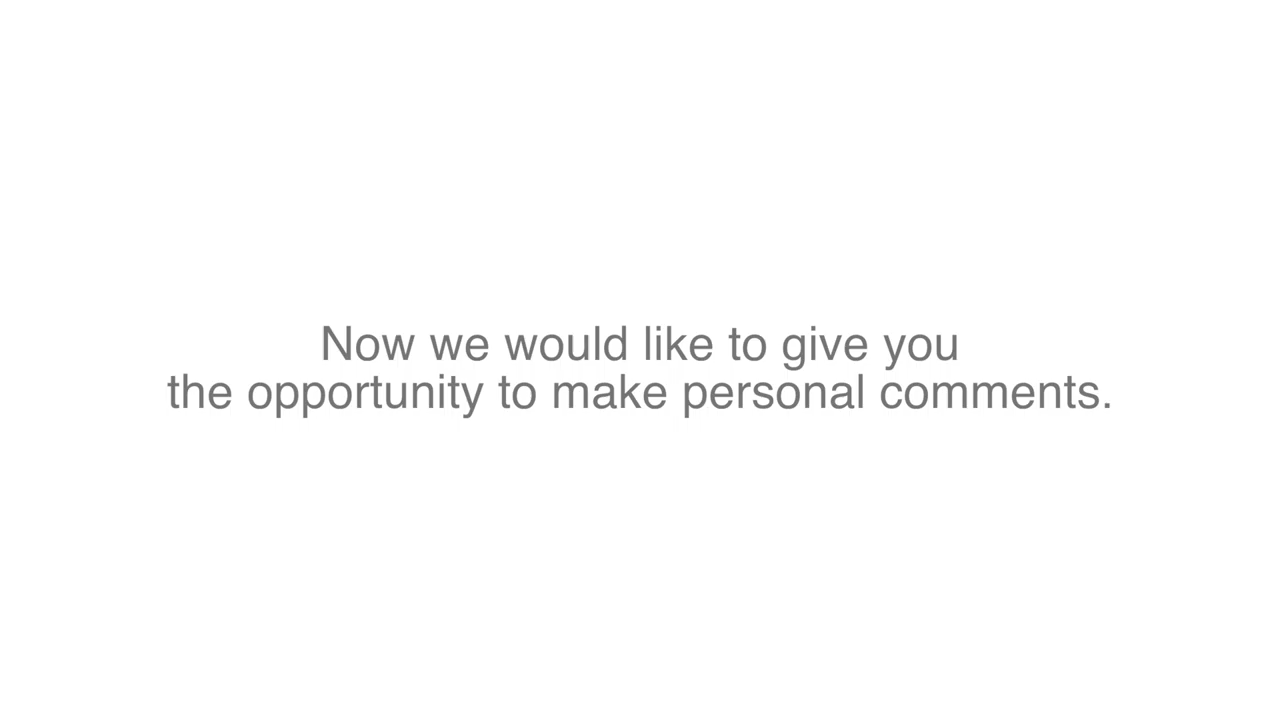 Now we would like to give you
the opportunity to make personal comments.